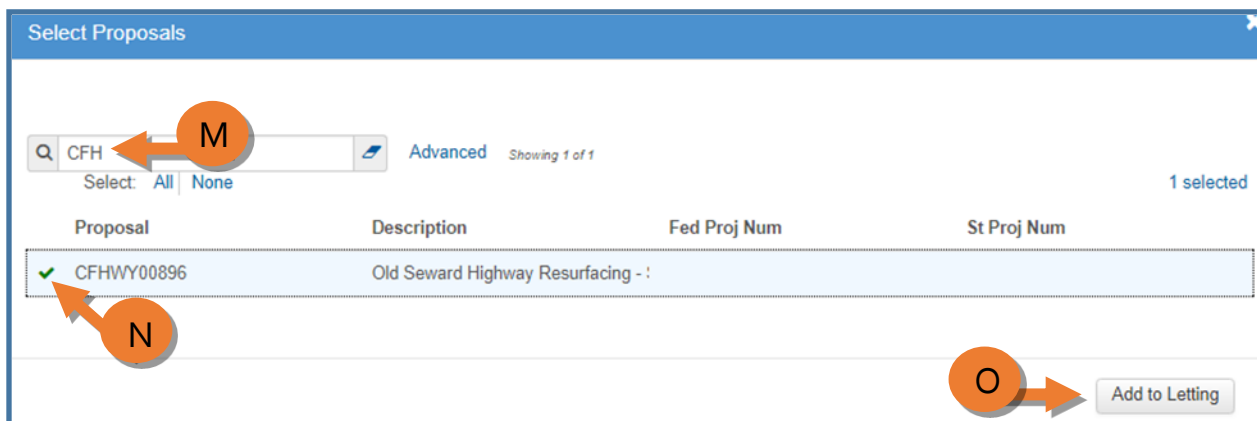 Select Proposals
M
CFH
Advanced Showing 1 of 1
Select: All None
1 selected
Proposal Description Fed Proj Num St Proj Num
CFHWY00896 Old Seward Highway Resurfacing -
N
O
Add to Letting